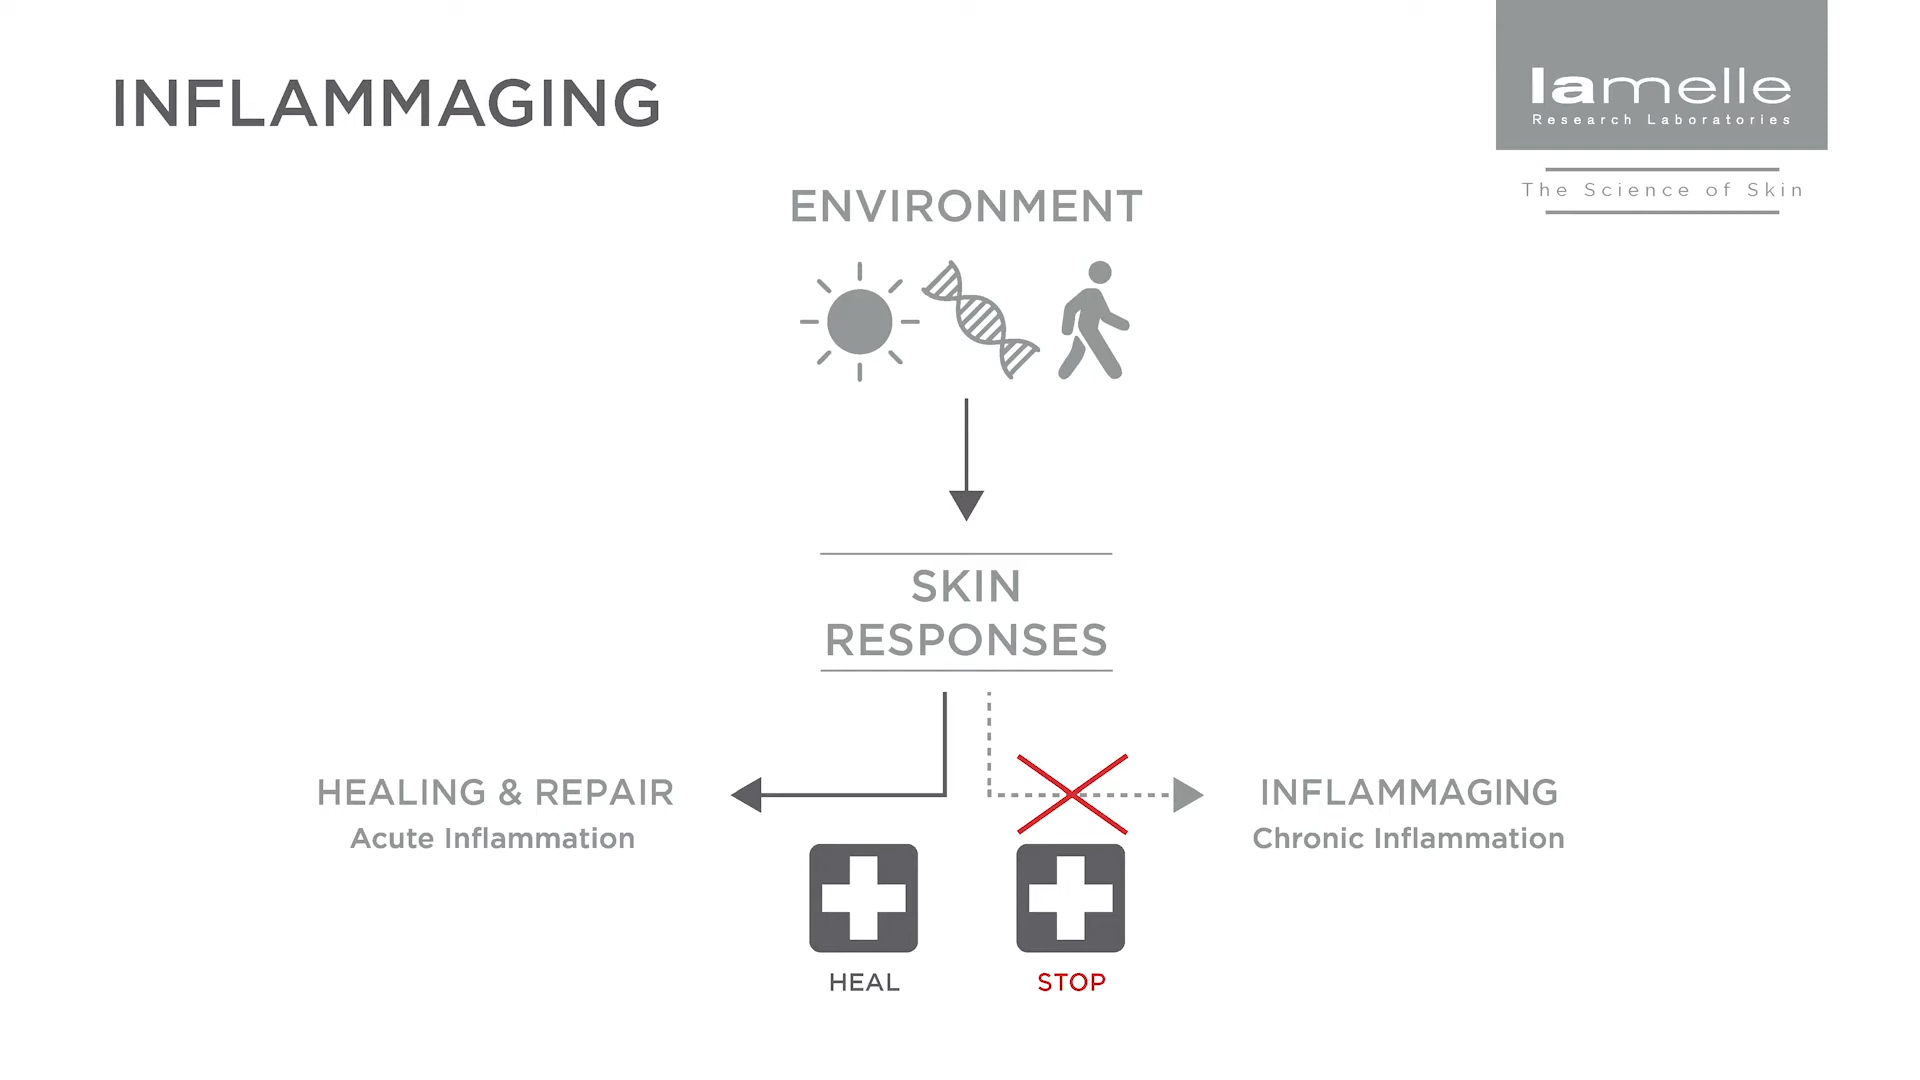 INFLAMMAGING
lamelle
Research Laboratories
The Science of Skin
ENVIRONMENT
SKIN
RESPONSES
HEALING & REPAIR
Acute Inflammation
INFLAMMAGING
Chronic Inflammation
HEAL
STOP